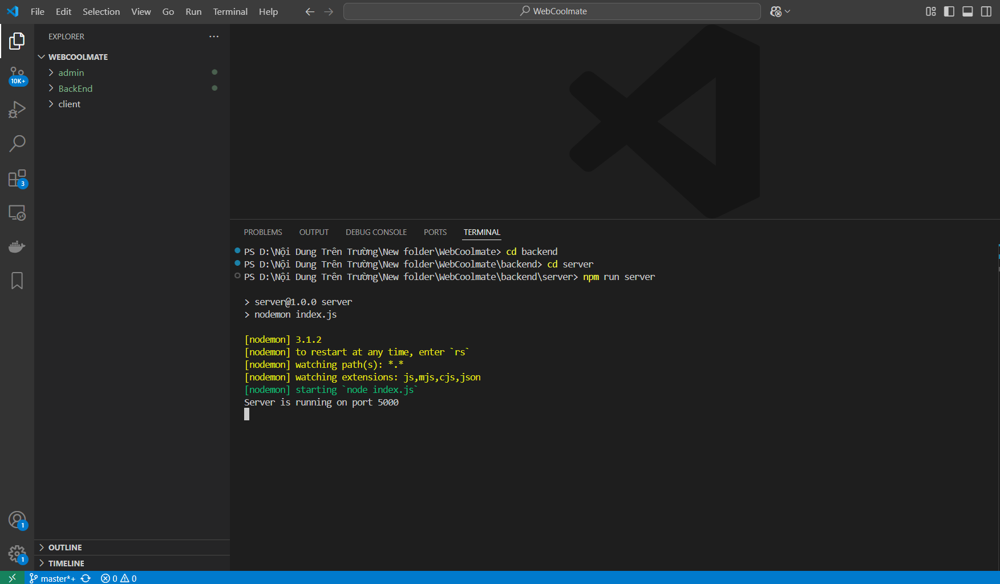 File Edit Selection View Go Run Terminal Help WebCoolmate
EXPLORER
WEBCOOLMATE
admin
BackEnd
client
10K+
3
PROBLEMS OUTPUT DEBUG CONSOLE PORTS TERMINAL
PS D:\Nội Dung Trên Trường\New folder\WebCoolmate> cd backend
PS D:\Nội Dung Trên Trường\New folder\WebCoolmate\backend> cd server
PS D:\Nội Dung Trên Trường\New folder\WebCoolmate\backend\server> npm run server
> server@1.0.0 server
> nodemon index.js
[nodemon] 3.1.2
[nodemon] to restart at any time, enter `rs`
[nodemon] watching path(s): *.*
[nodemon] watching extensions: js,mjs,cjs,json
[nodemon] starting `node index.js`
Server is running on port 5000
1
1
OUTLINE
TIMELINE
master*+ 0 0